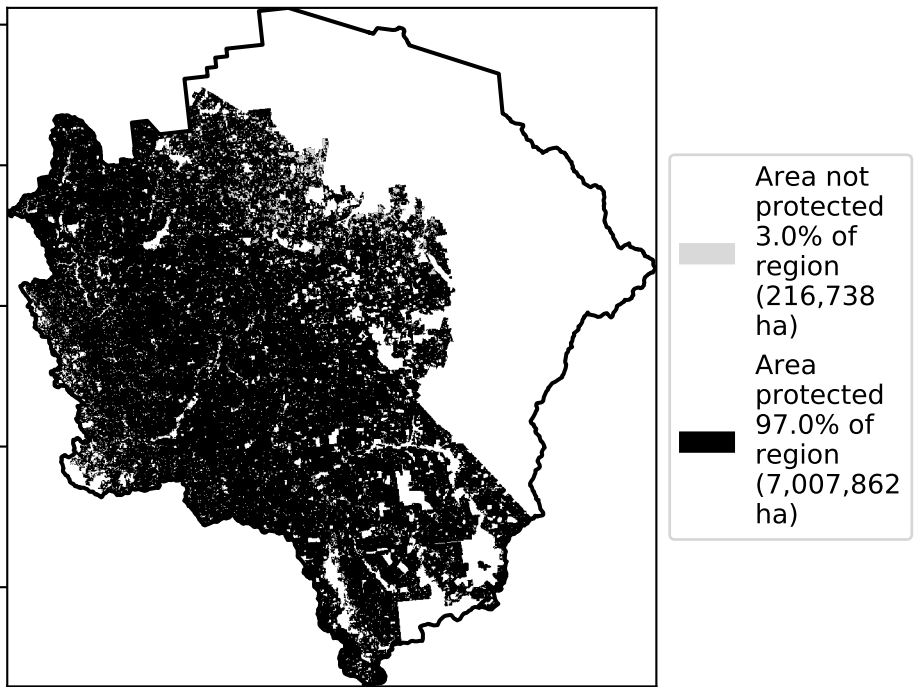 Area not
protected
3.0% of
region
(216,738
ha)
Area
protected
97.0% of
region
(7,007,862
ha)